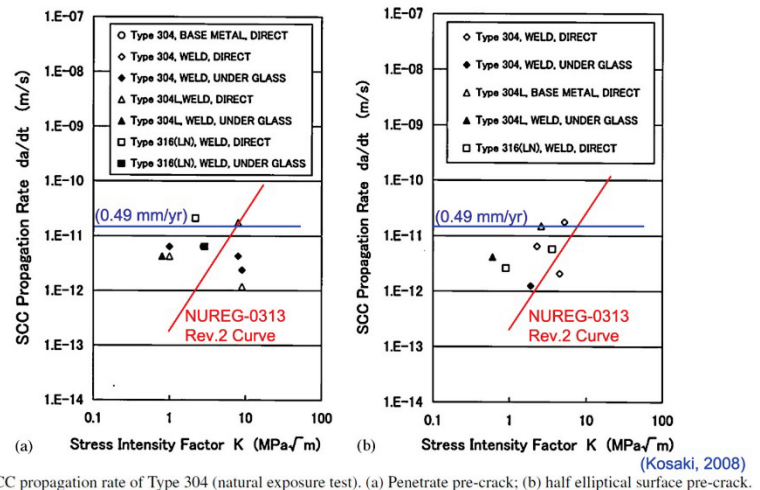 1.E−07
1.E−08
1.E−09
1.E−10
1.E−11
1.E−12
1.E−13
1.E−14
SCC Propagation Rate da/dt (m/s)
Type 304, BASE METAL, DIRECT
Type 304, WELD, DIRECT
Type 304, WELD, UNDER GLASS
Type 304L,WELD, DIRECT
Type 304L, WELD, UNDER GLASS
Type 316(LN), WELD, DIRECT
Type 316(LN), WELD, UNDER GLASS
(0.49 mm/yr)
NUREG-0313
Rev.2 Curve
0.1 1 10 100
(a) Stress Intensity Factor K (MPa√m)
1.E−07
1.E−08
1.E−09
1.E−10
1.E−11
1.E−12
1.E−13
1.E−14
SCC Propagation Rate da/dt (m/s)
Type 304, WELD, DIRECT
Type 304, WELD, UNDER GLASS
Type 304L, BASE METAL, DIRECT
Type 304L, WELD, UNDER GLASS
Type 316(LN), WELD, DIRECT
(0.49 mm/yr)
NUREG-0313
Rev.2 Curve
0.1 1 10 100
(b) Stress Intensity Factor K (MPa√m)
(Kosaki, 2008)
CC propagation rate of Type 304 (natural exposure test). (a) Penetrate pre-crack; (b) half elliptical surface pre-crack.